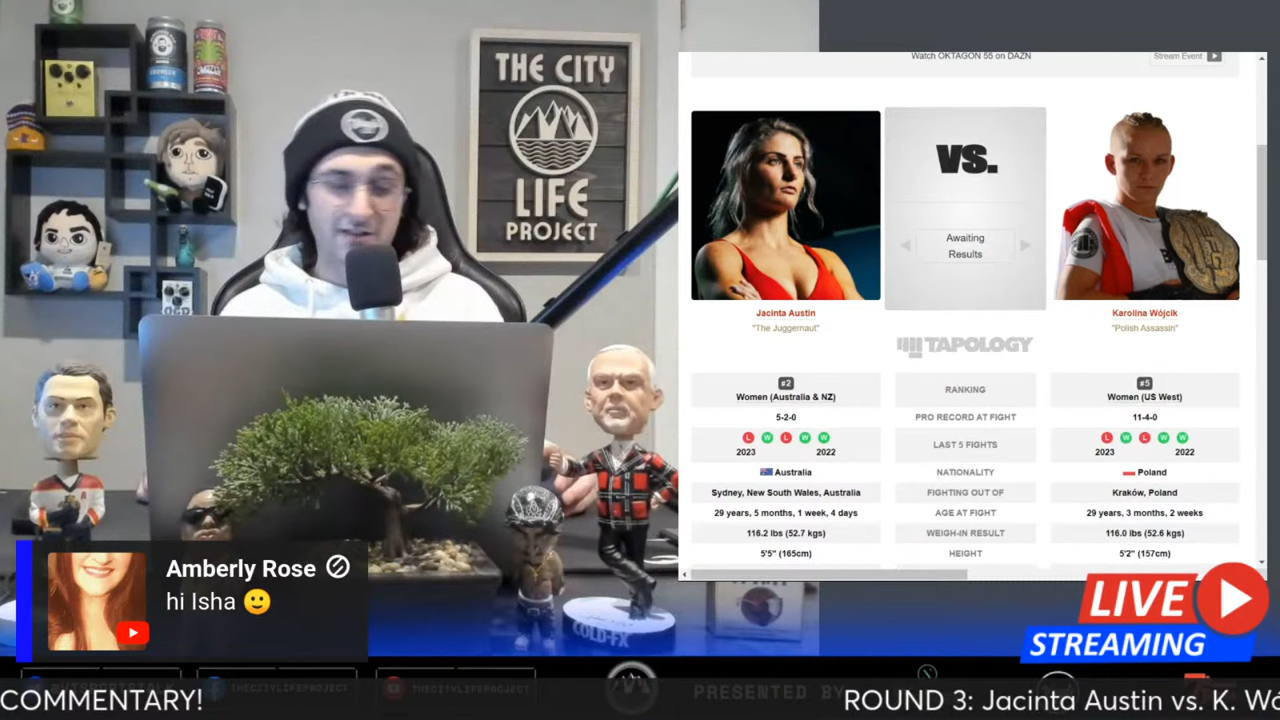 THE CITY
LIFE
PROJECT
Watch OKTAGON 55 on DAZN
Stream Event
VS.
Awaiting
Results
Jacinta Austin
"The Juggernaut"
Karolina Wójcik
"Polish Assassin"
TAPOLOGY
#2
Women (Australia & NZ)
RANKING
#5
Women (US West)
5-2-0
PRO RECORD AT FIGHT
11-4-0
L W L W W
2023 2022
LAST 5 FIGHTS
L W L W W
2023 2022
Australia
NATIONALITY
Poland
Sydney, New South Wales, Australia
FIGHTING OUT OF
Kraków, Poland
29 years, 5 months, 1 week, 4 days
AGE AT FIGHT
29 years, 3 months, 2 weeks
116.2 lbs (52.7 kgs)
WEIGH-IN RESULT
116.0 lbs (52.6 kgs)
5'5" (165cm)
HEIGHT
5'2" (157cm)
OGD
COLD-FX
Amberly Rose
hi Isha 🙂
LIVE
STREAMING
THECITYLIFEPROJECT
THECITYLIFEPROJECT
PRESENTED BY
COMMENTARY!
ROUND 3: Jacinta Austin vs. K. Wó